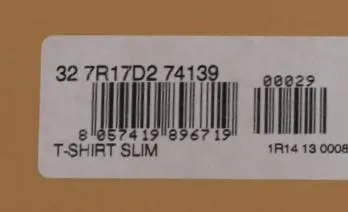 32 7R17D2 74139
00029
8 057419 896719
T-SHIRT SLIM
1R14 13 0008